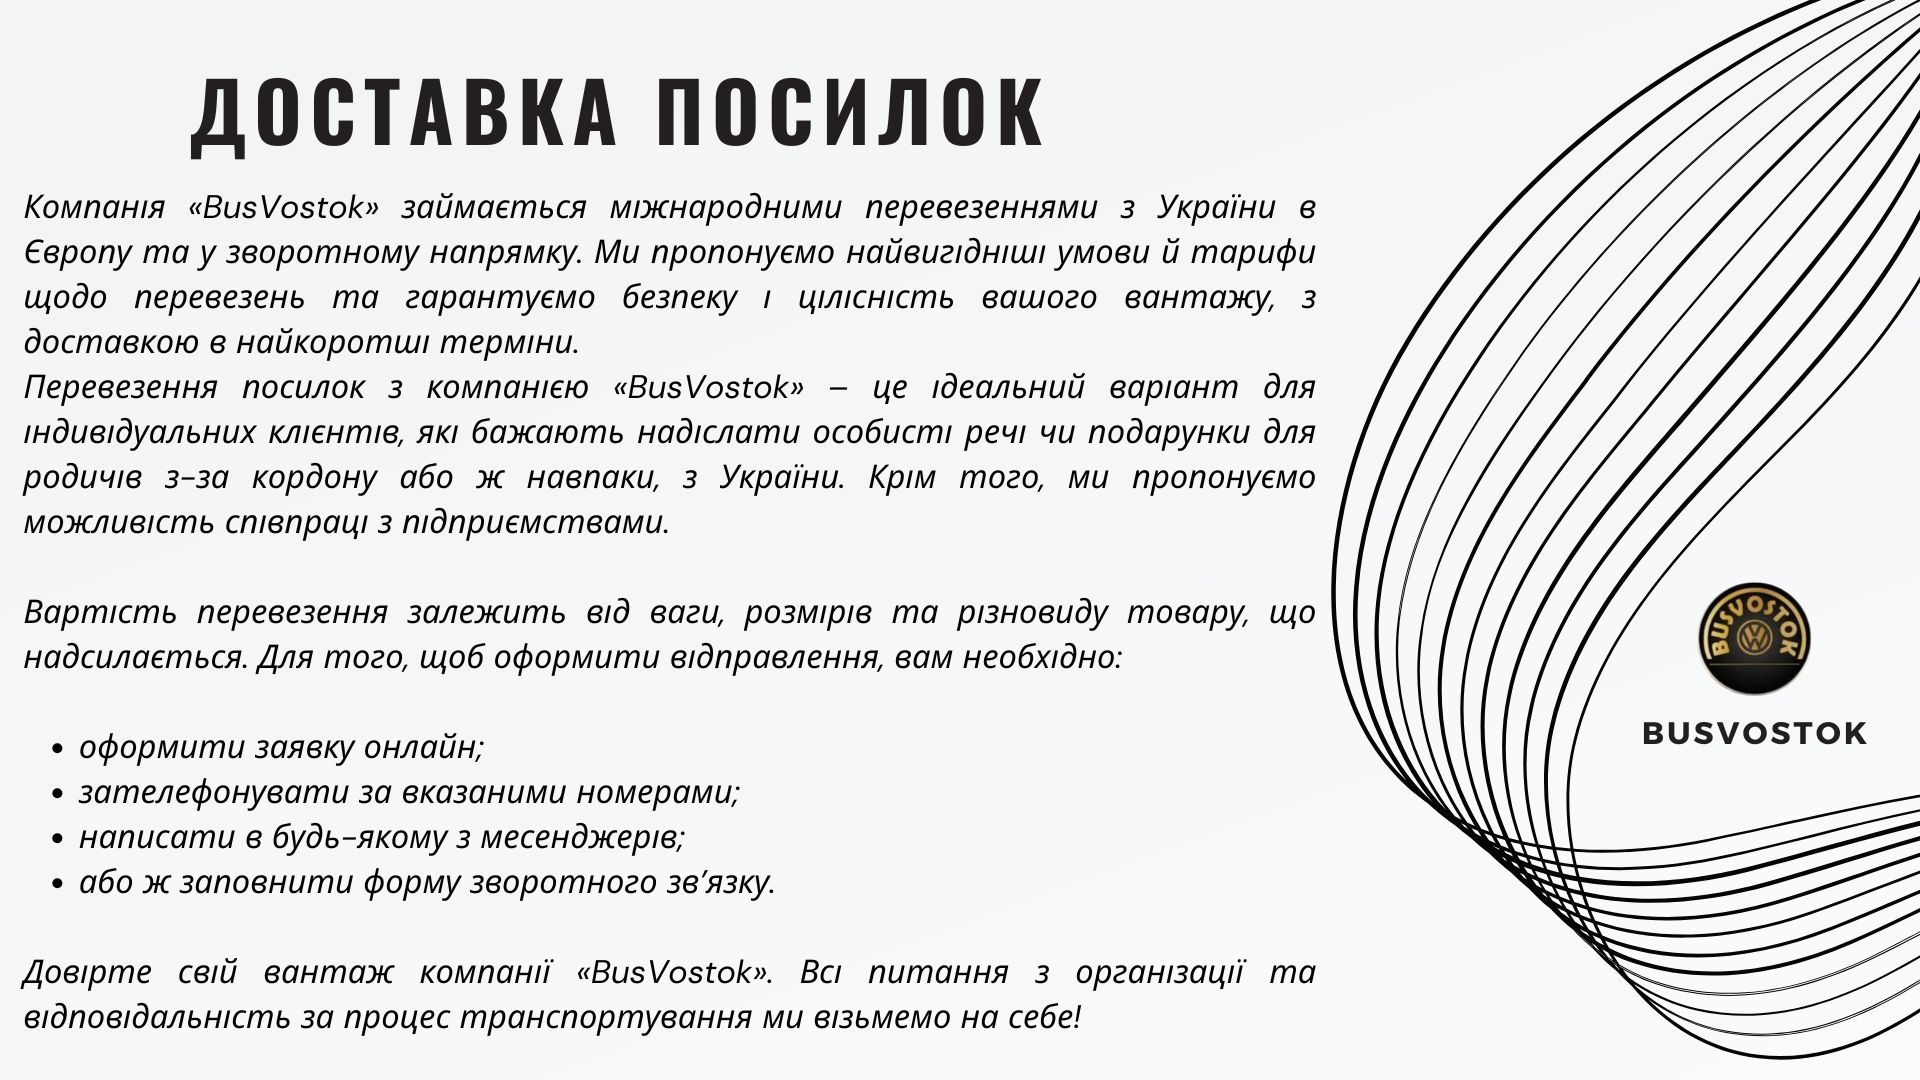 ДОСТАВКА ПОСИЛОК
Компанія «BusVostok» займається міжнародними перевезеннями з України в
Європу та у зворотному напрямку. Ми пропонуємо найвигідніші умови й тарифи
щодо перевезень та гарантуємо безпеку і цілісність вашого вантажу, з
доставкою в найкоротші терміни.
Перевезення посилок з компанією «BusVostok» – це ідеальний варіант для
індивідуальних клієнтів, які бажають надіслати особисті речі чи подарунки для
родичів з-за кордону або ж навпаки, з України. Крім того, ми пропонуємо
можливість співпраці з підприємствами.
Вартість перевезення залежить від ваги, розмірів та різновиду товару, що
надсилається. Для того, щоб оформити відправлення, вам необхідно:
• оформити заявку онлайн;
• зателефонувати за вказаними номерами;
• написати в будь-якому з месенджерів;
• або ж заповнити форму зворотного зв’язку.
Довірте свій вантаж компанії «BusVostok». Всі питання з організації та
відповідальність за процес транспортування ми візьмемо на себе!
BUSVOSTOK
BUSVOSTOK